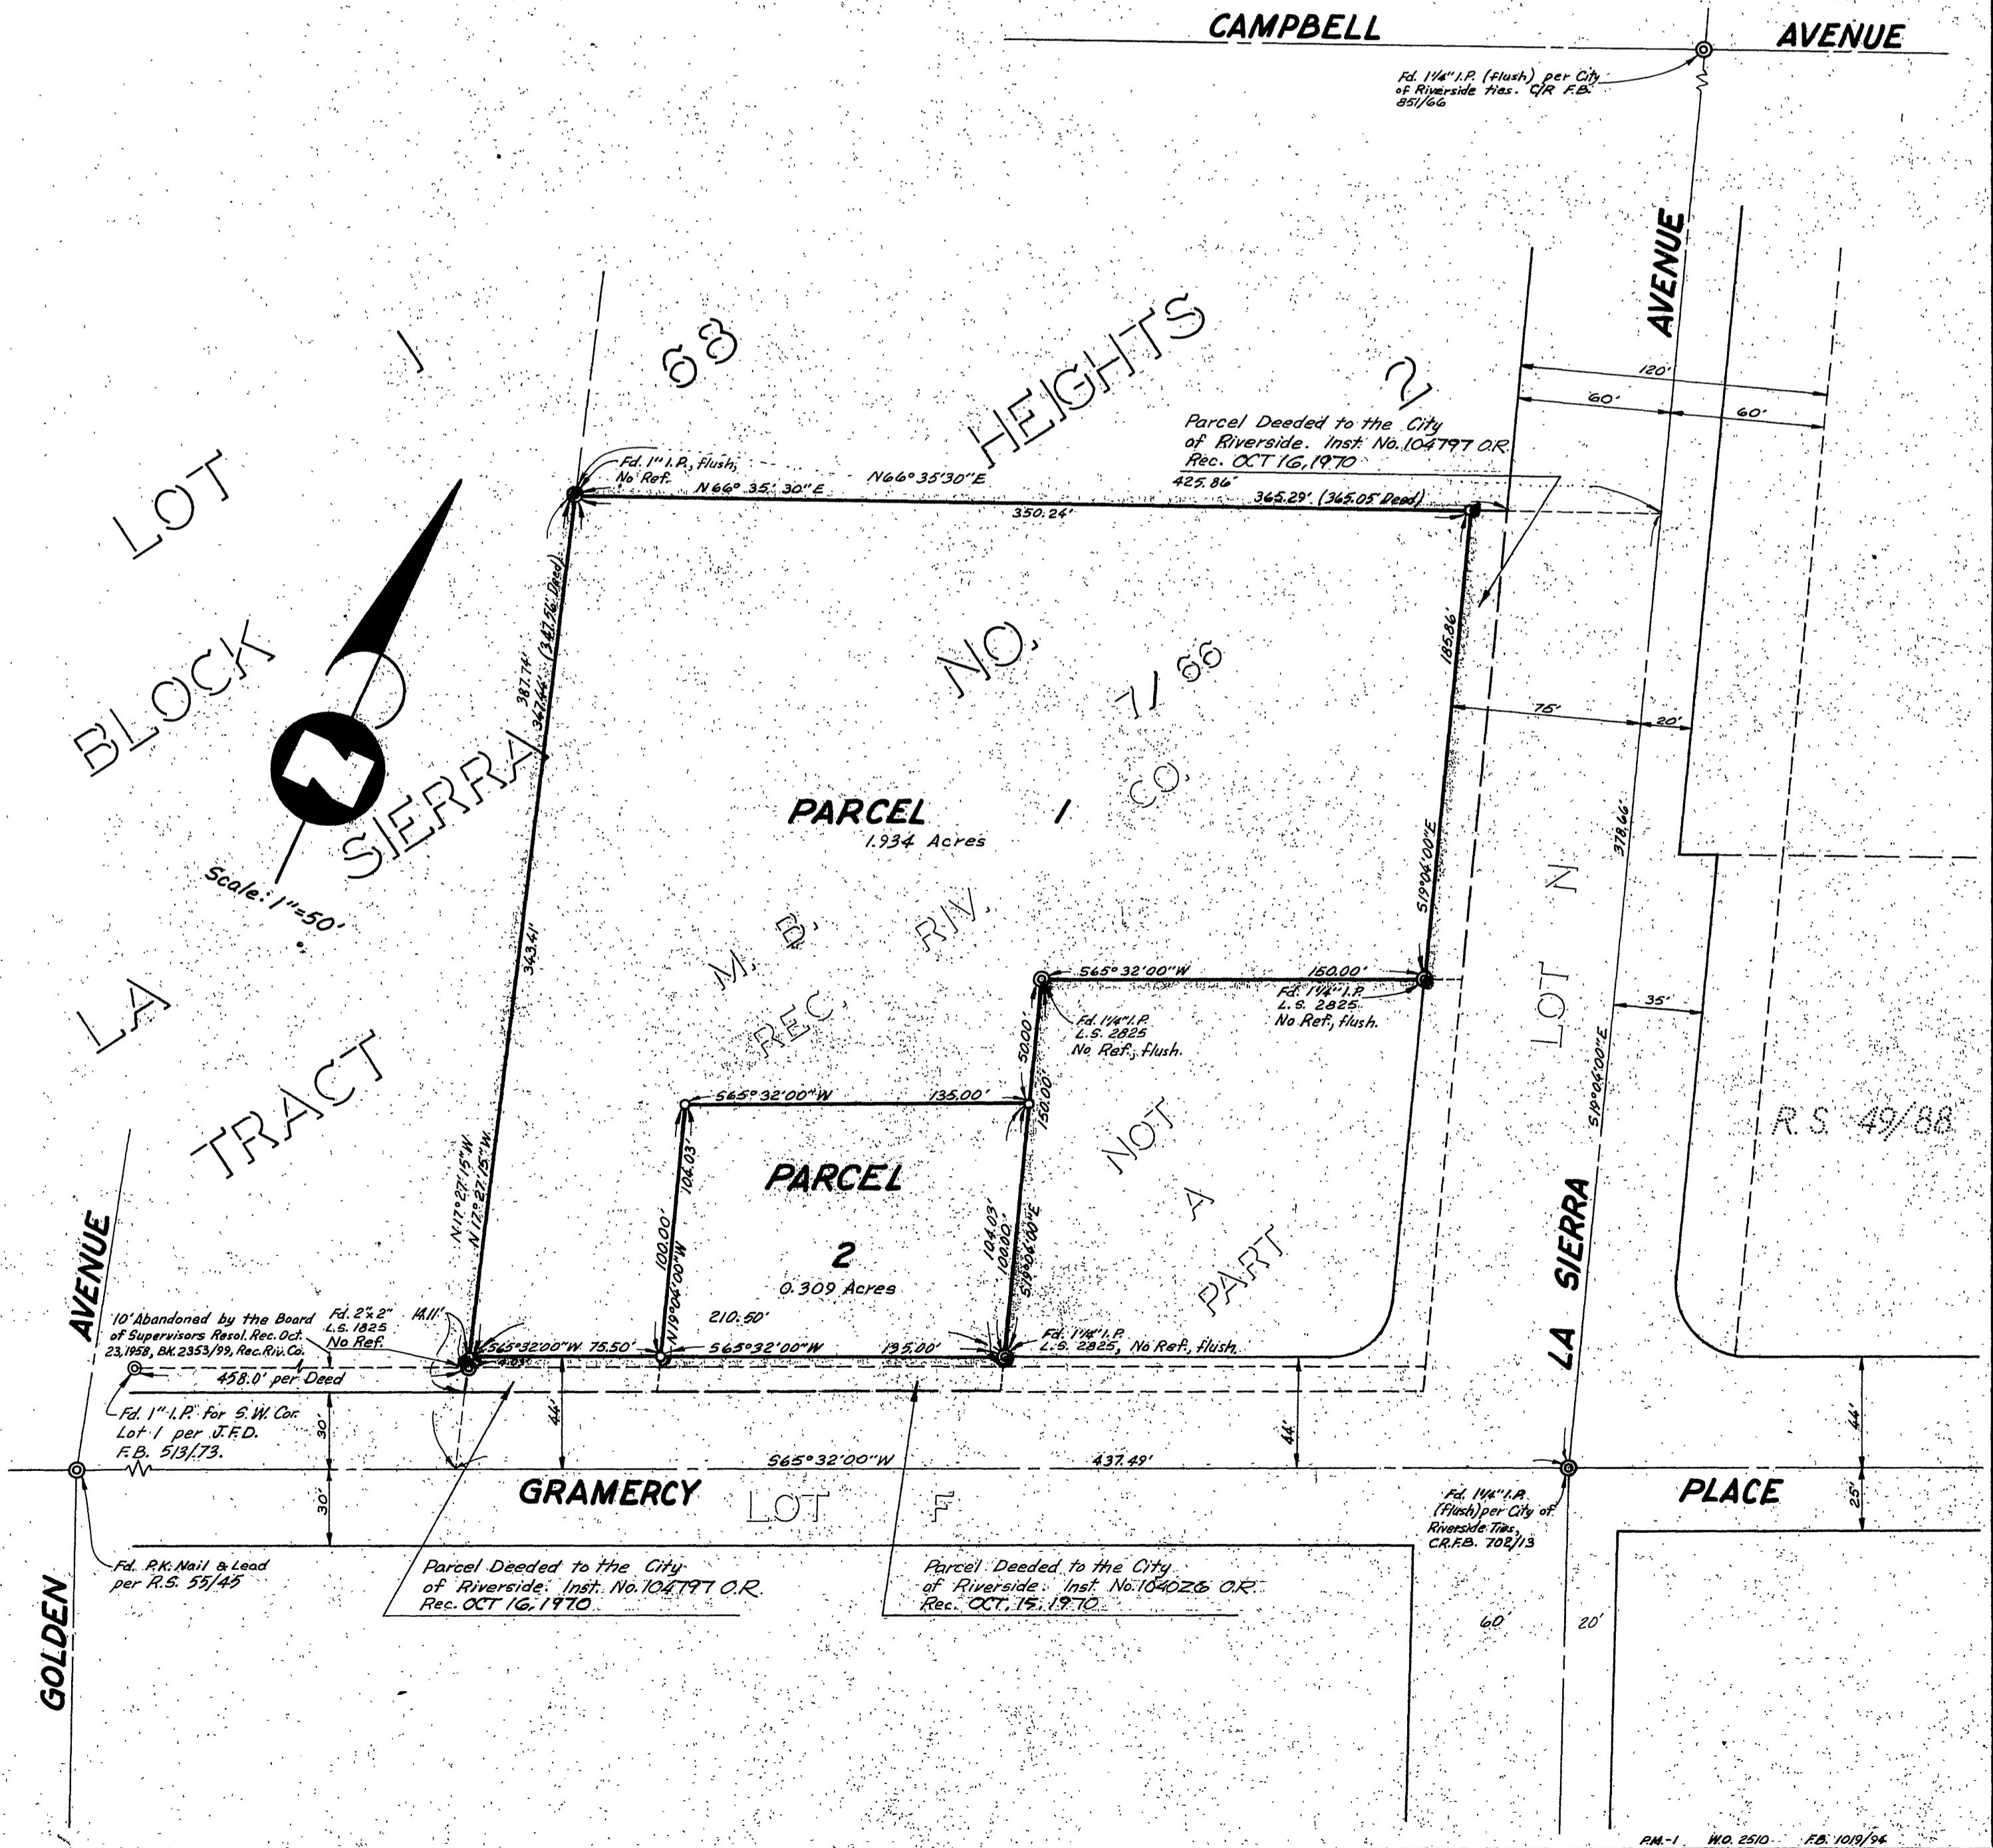 CAMPBELL AVENUE
Fd. 1¼" I.P. (flush) per City
of Riverside ties. C/R F.B.
851/66
AVENUE
LOT 1
BLOCK 68
LA SIERRA HEIGHTS
TRACT NO. 2
M. B. 7/66
REC. RIV. CO.
120'
60'
60'
Parcel Deeded to the City
of Riverside. Inst. No. 104797 O.R.
Rec. OCT 16, 1970
Fd. 1" I.P., flush,
No Ref.
N66° 35' 30"E
N66° 35'30"E
425.86'
365.29' (365.05' Deed)
350.24'
387.74'
347.44' (347.56' Deed)
343.41'
N17° 27' 15"W
N17° 27' 15"W
185.86'
S19°04'00"E
75'
20'
378.66'
S19°04'00"E
35'
Scale: 1"=50'
PARCEL 1
1.934 Acres
LOT N
S65° 32'00"W
150.00'
Fd. 1¼" I.P.
L.S. 2825
No Ref., flush.
Fd. 1¼" I.P.
L.S. 2825
No Ref., flush.
50.00'
150.00'
S65° 32'00"W
135.00'
104.03'
100.00'
N19°04'00"W
PARCEL
2
0.309 Acres
104.03'
100.00'
S19°04'00"E
NOT
A
PART
R.S. 49/88
LA SIERRA
AVENUE
10' Abandoned by the Board
of Supervisors Resol. Rec. Oct.
23, 1958, BK. 2353/99, Rec. Riv. Co.
Fd. 2"x2"
L.S. 1825
No Ref.
14.11'
4.03'
210.50'
S65°32'00"W 75.50'
S65°32'00"W 135.00'
Fd. 1¼" I.P.
L.S. 2825, No Ref., flush.
458.0' per Deed
Fd. 1" I.P. for S.W. Cor.
Lot 1 per J.F.D.
F.B. 513/73.
30'
30'
44'
44'
44'
25'
S65°32'00"W
437.49'
GRAMERCY PLACE
LOT F
Fd. 1¼" I.P.
(flush) per City of
Riverside Ties,
C.R.F.B. 702/13
Fd. P.K. Nail & Lead
per R.S. 55/45
Parcel Deeded to the City
of Riverside. Inst. No. 104797 O.R.
Rec. OCT 16, 1970
Parcel Deeded to the City
of Riverside. Inst. No. 104026 O.R.
Rec. OCT. 15, 1970
60'
20'
GOLDEN
P.M.-1 W.O. 2510 F.B. 1019/94